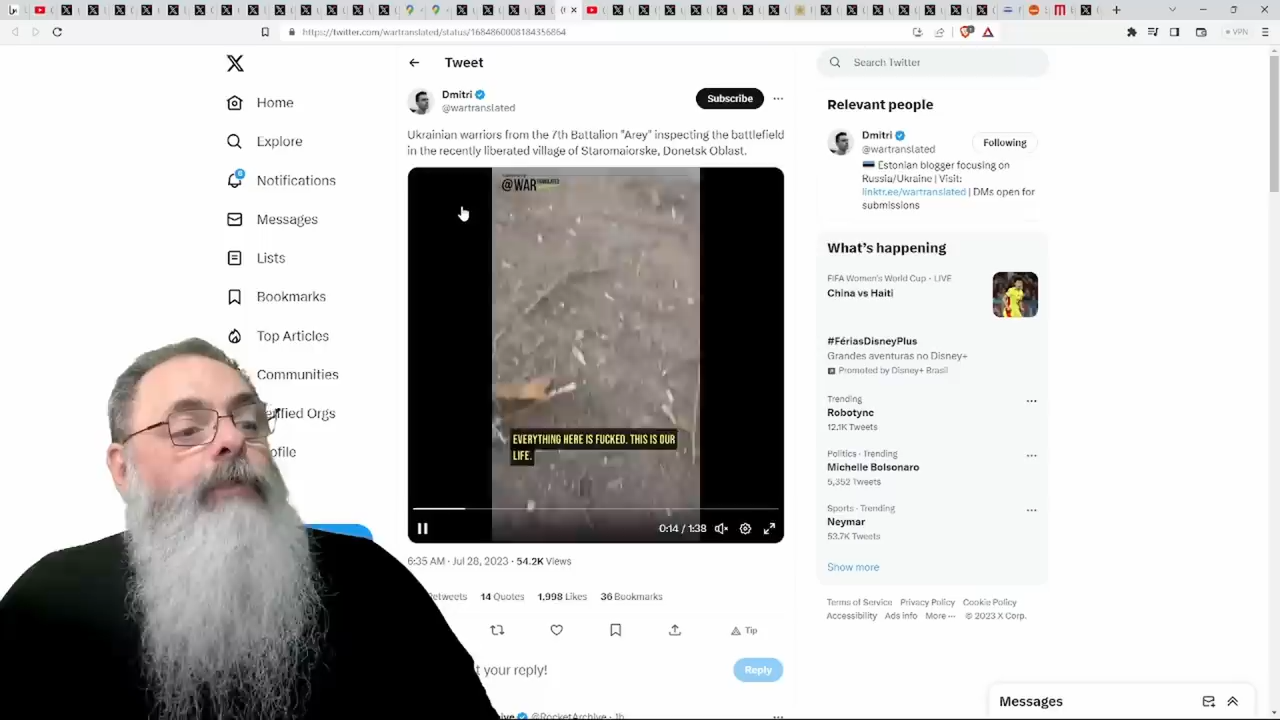 https://twitter.com/wartranslated/status/1684860008184356864
VPN
Home
Explore
Notifications
Messages
Lists
Bookmarks
Top Articles
Communities
Orgs
Tweet
Dmitri
@wartranslated
Subscribe
Ukrainian warriors from the 7th Battalion "Arey" inspecting the battlefield
in the recently liberated village of Staromaiorske, Donetsk Oblast.
@WAR TRANSLATED
EVERYTHING HERE IS FUCKED. THIS IS OUR
LIFE.
0:14 / 1:38
6:35 AM · Jul 28, 2023 · 54.2K Views
14 Quotes 1,998 Likes 36 Bookmarks
Tip
your reply!
Reply
@RocketArchive · 1h
Search Twitter
Relevant people
Dmitri
@wartranslated
Following
Estonian blogger focusing on
Russia/Ukraine | Visit:
linktr.ee/wartranslated | DMs open for
submissions
What's happening
FIFA Women's World Cup · LIVE
China vs Haiti
#FériasDisneyPlus
Grandes aventuras no Disney+
Promoted by Disney+ Brasil
Trending
Robotync
12.1K Tweets
Politics · Trending
Michelle Bolsonaro
5,352 Tweets
Sports · Trending
Neymar
53.7K Tweets
Show more
Terms of Service Privacy Policy Cookie Policy
Accessibility Ads info More ··· © 2023 X Corp.
Messages